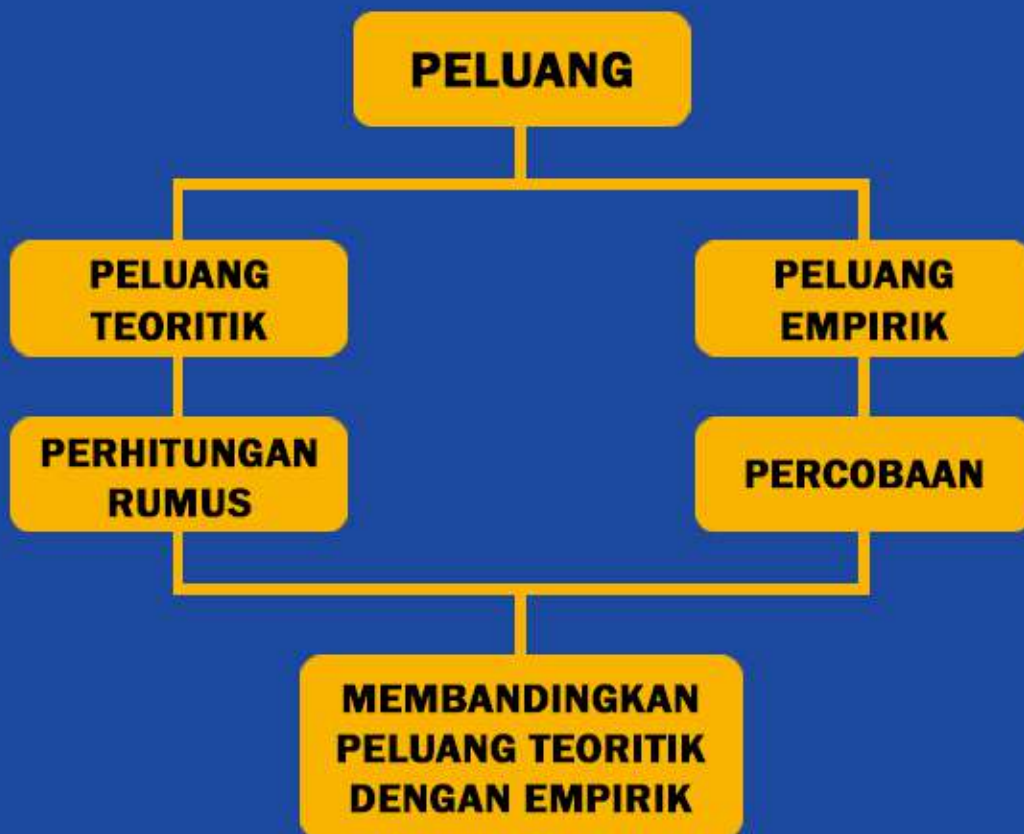 PELUANG
PELUANG
TEORITIK
PELUANG
EMPIRIK
PERHITUNGAN
RUMUS
PERCOBAAN
MEMBANDINGKAN
PELUANG TEORITIK
DENGAN EMPIRIK